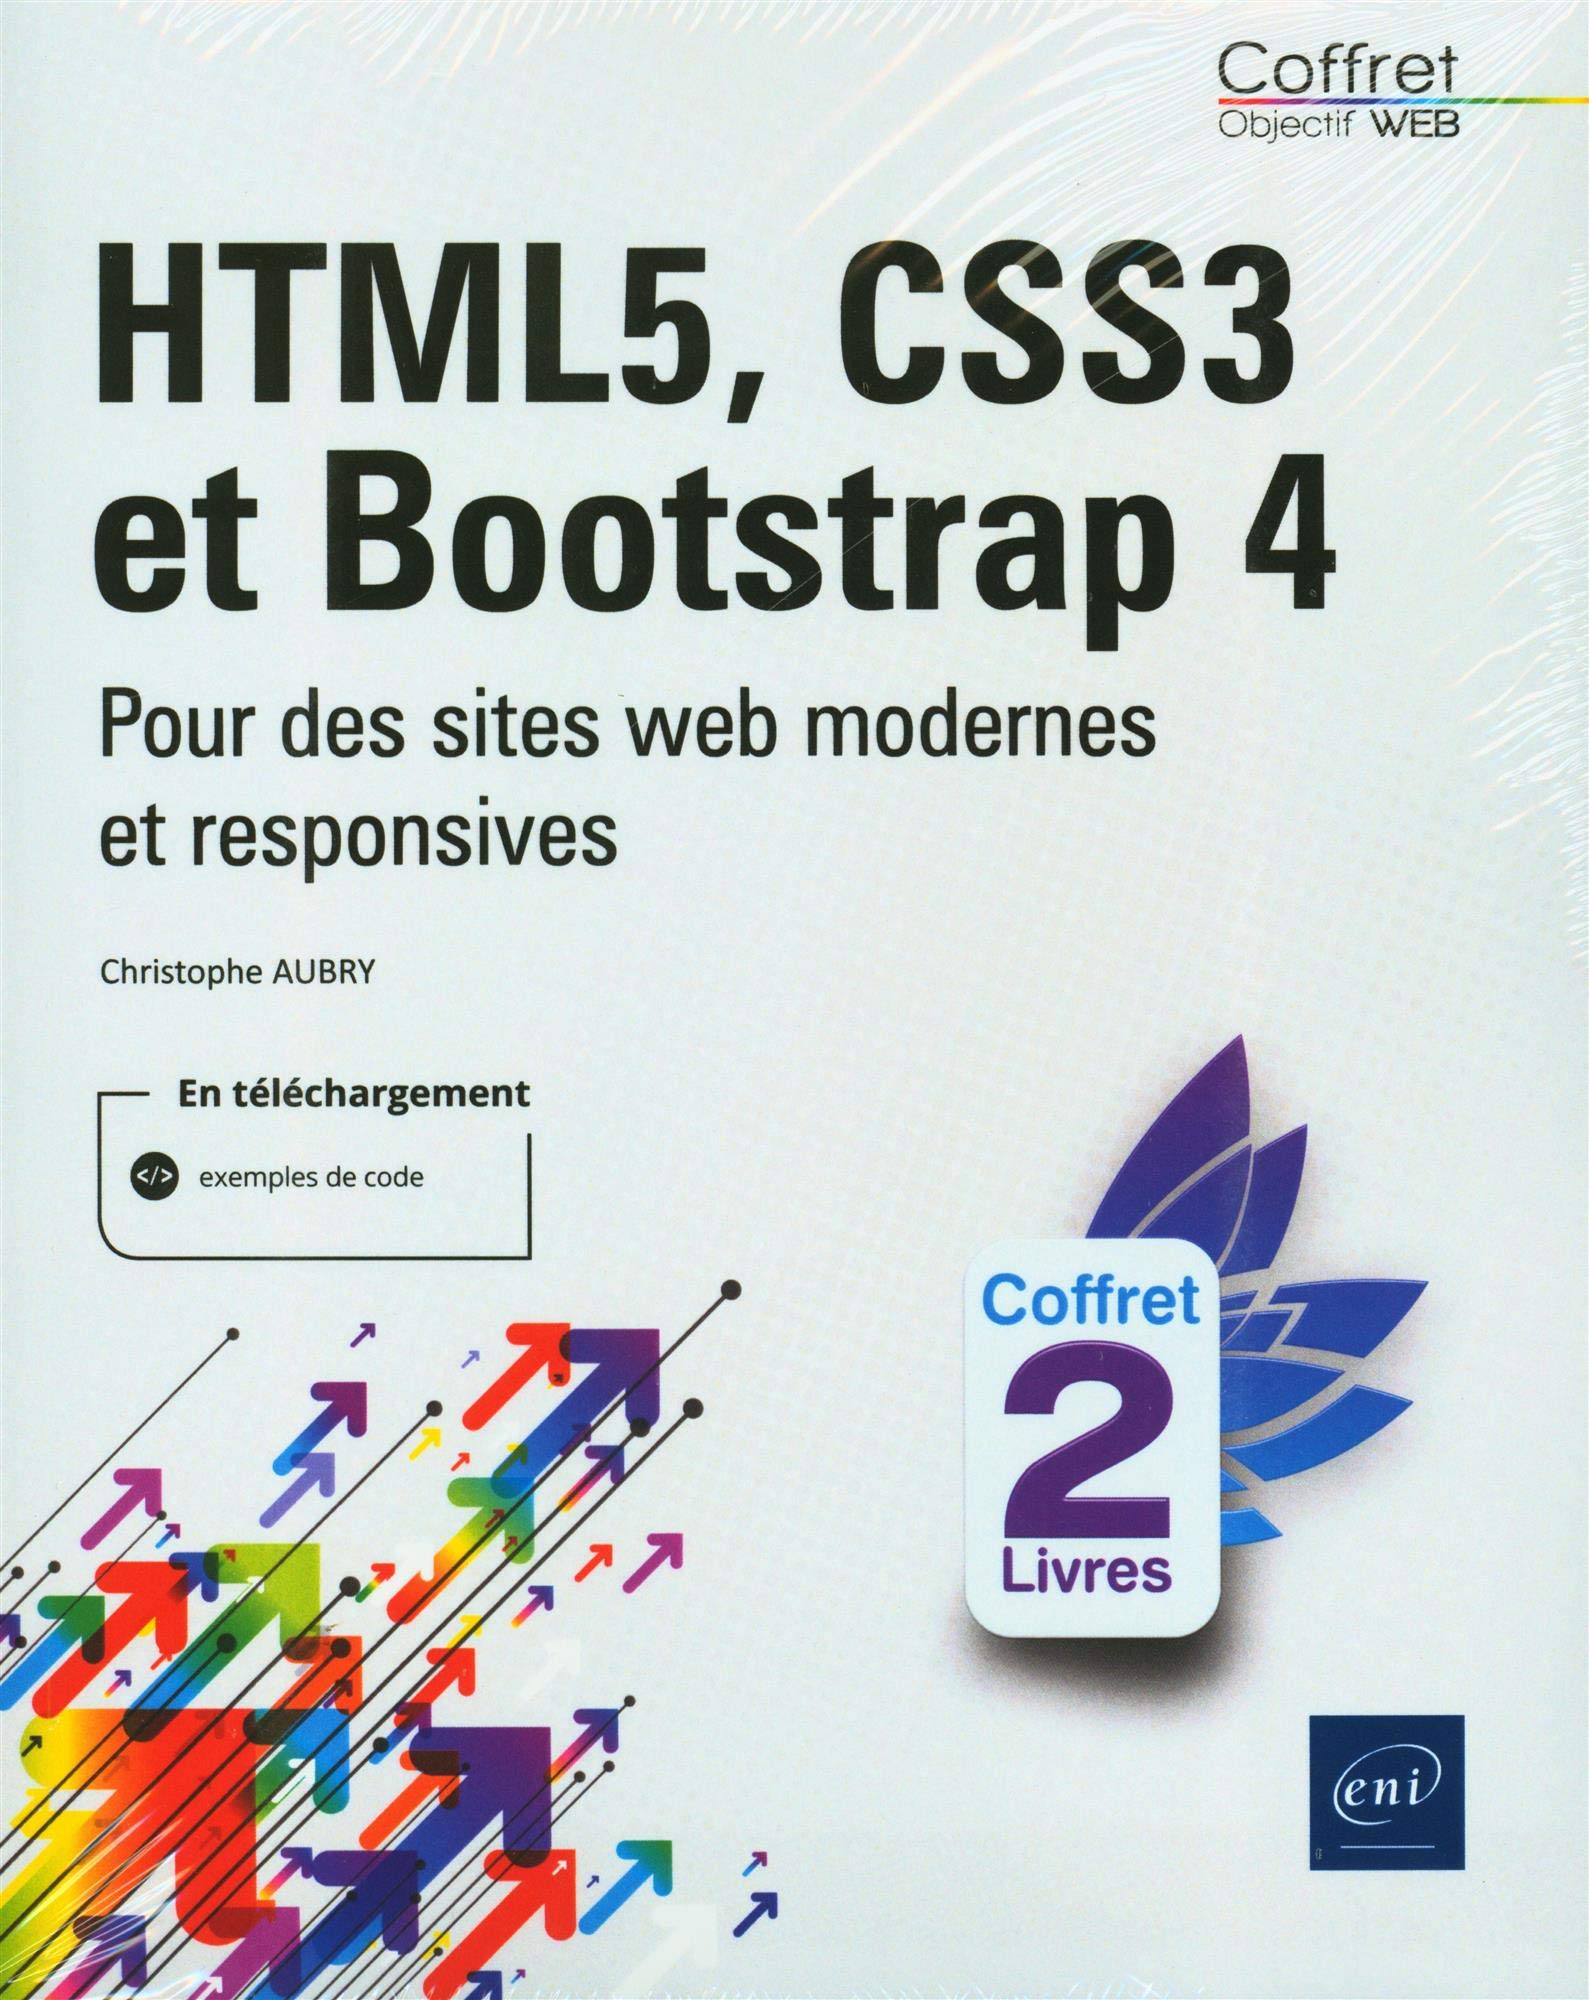 Coffret
Objectif WEB
HTML5, CSS3
et Bootstrap 4
Pour des sites web modernes
et responsives
Christophe AUBRY
En téléchargement
</> exemples de code
Coffret
2
Livres
eni